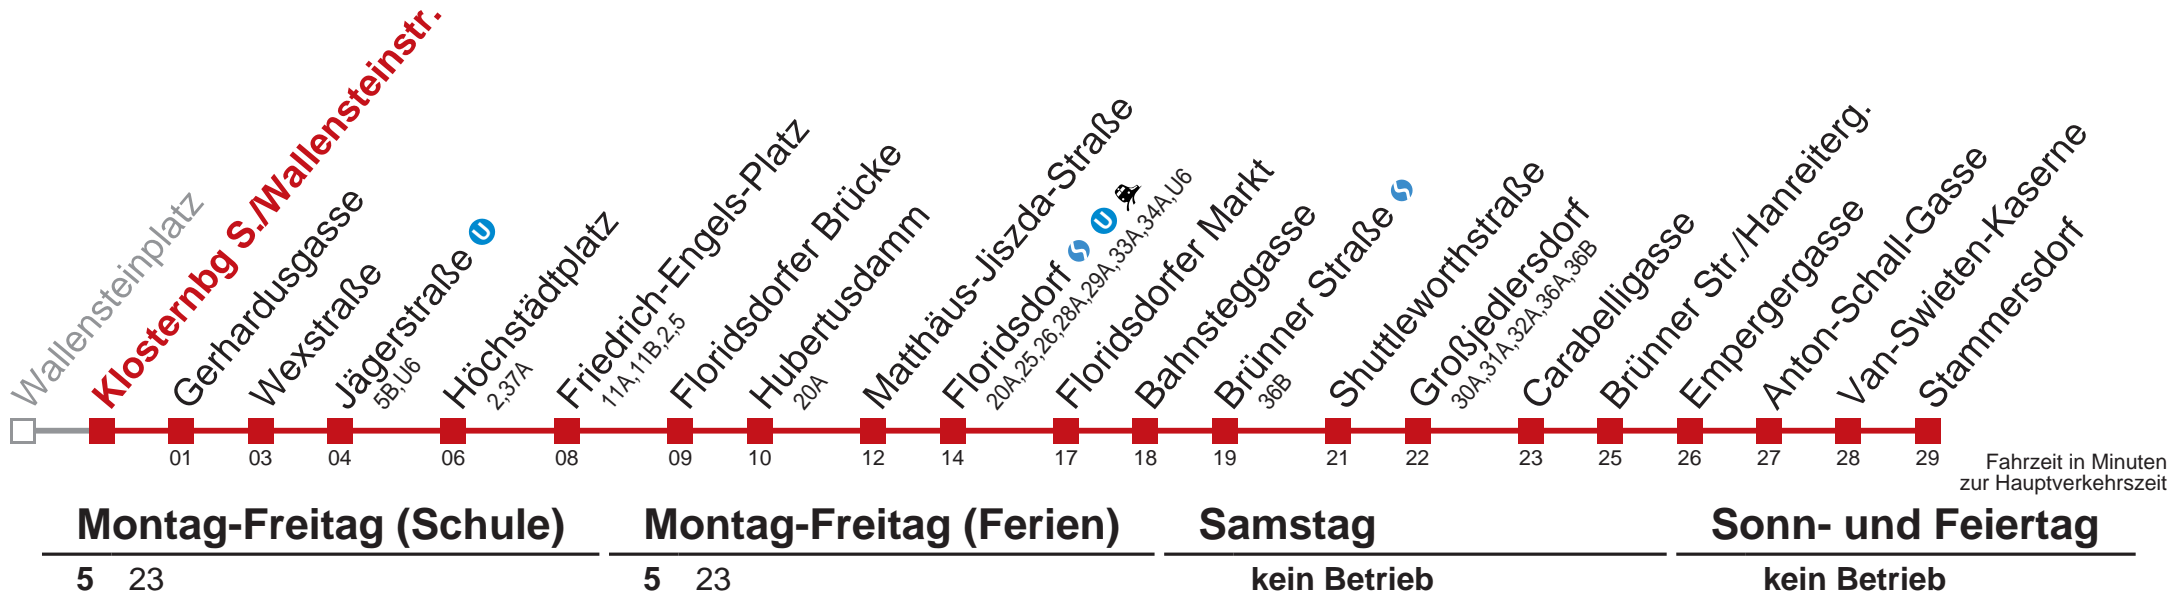 Wallensteinplatz
Klosternbg S./Wallensteinstr.
Gerhardusgasse
Wexstraße
Jägerstraße U
5B,U6
Höchstädtplatz
2,37A
Friedrich-Engels-Platz
11A,11B,2,5
Floridsdorfer Brücke
Hubertusdamm
20A
Matthäus-Jiszda-Straße
Floridsdorf S U
20A,25,26,28A,29A,33A,34A,U6
Floridsdorfer Markt
Bahnsteggasse
Brünner Straße S
36B
Shuttleworthstraße
Großjedlersdorf
30A,31A,32A,36A,36B
Carabelligasse
Brünner Str./Hanreiterg.
Empergergasse
Anton-Schall-Gasse
Van-Swieten-Kaserne
Stammersdorf
01 03 04 06 08 09 10 12 14 17 18 19 21 22 23 25 26 27 28 29
Fahrzeit in Minuten
zur Hauptverkehrszeit
Montag-Freitag (Schule) Montag-Freitag (Ferien) Samstag Sonn- und Feiertag
5 23 5 23 kein Betrieb kein Betrieb